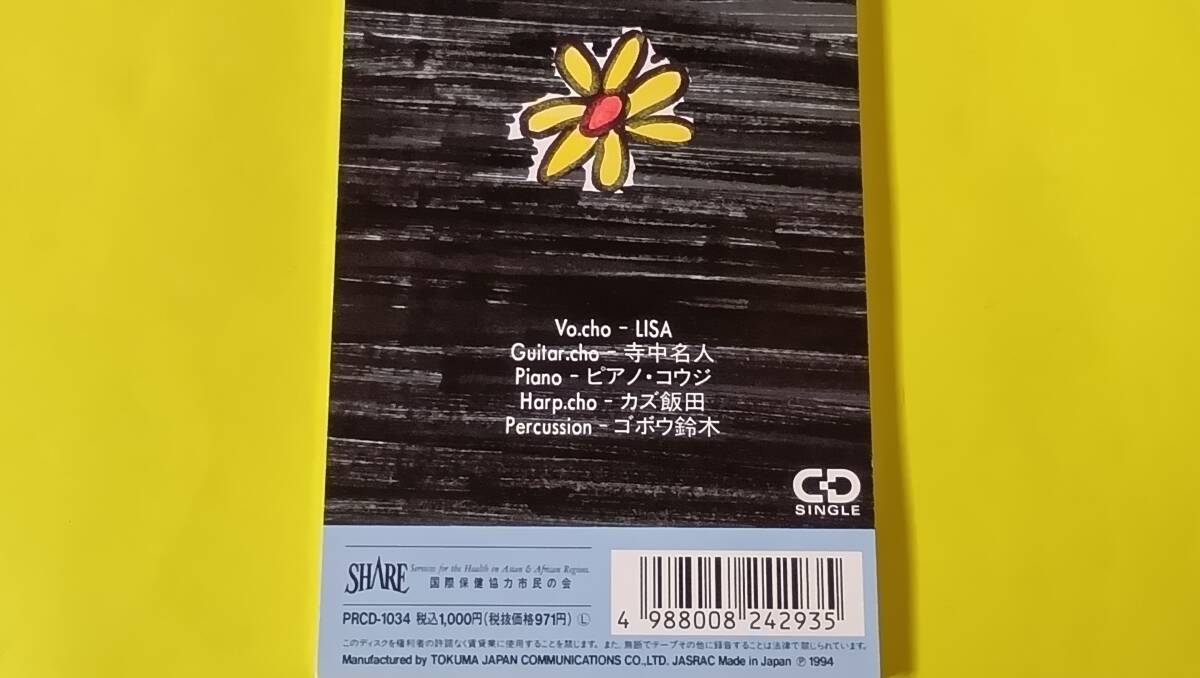 Vo.cho - LISA
Guitar.cho - 寺中名人
Piano - ピアノ・コウジ
Harp.cho - カズ飯田
Percussion - ゴボウ鈴木
CD
SINGLE
SHARE Services for the Health in Asian & African Regions.
国際保健協力市民の会
PRCD-1034 税込1,000円(税抜価格971円) Ⓛ
4 988008 242935
このディスクを権利者の許諾なく賃貸業に使用することを禁じます。また、無断でテープその他に録音することは法律で禁じられています。
Manufactured by TOKUMA JAPAN COMMUNICATIONS CO.,LTD. JASRAC Made in Japan Ⓟ 1994